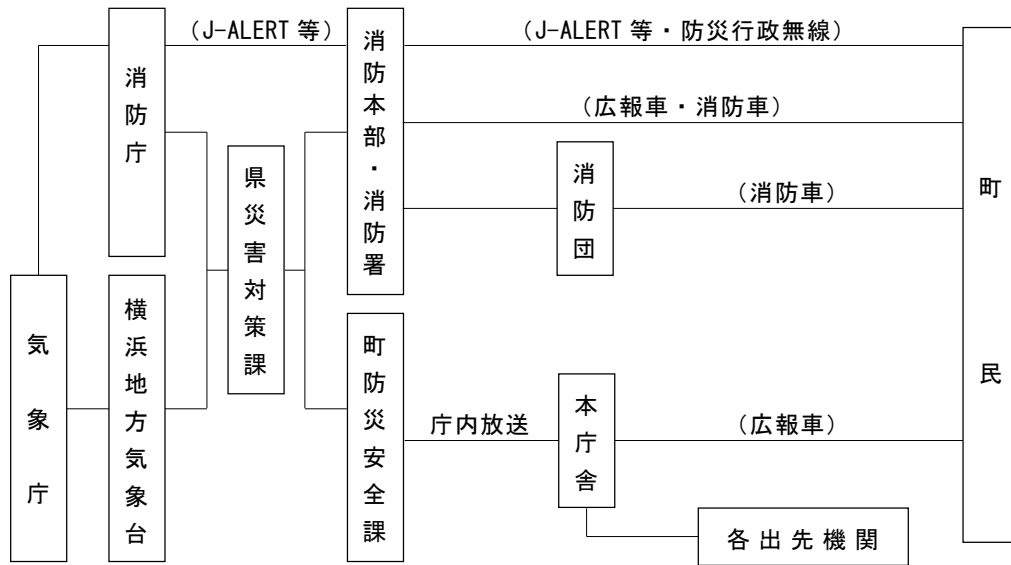 （J-ALERT 等）
（J-ALERT 等・防災行政無線）
消防庁
消防本部・消防署
（広報車・消防車）
県災害対策課
消防団
（消防車）
町民
気象庁
横浜地方気象台
町防災安全課
庁内放送
本庁舎
（広報車）
各出先機関